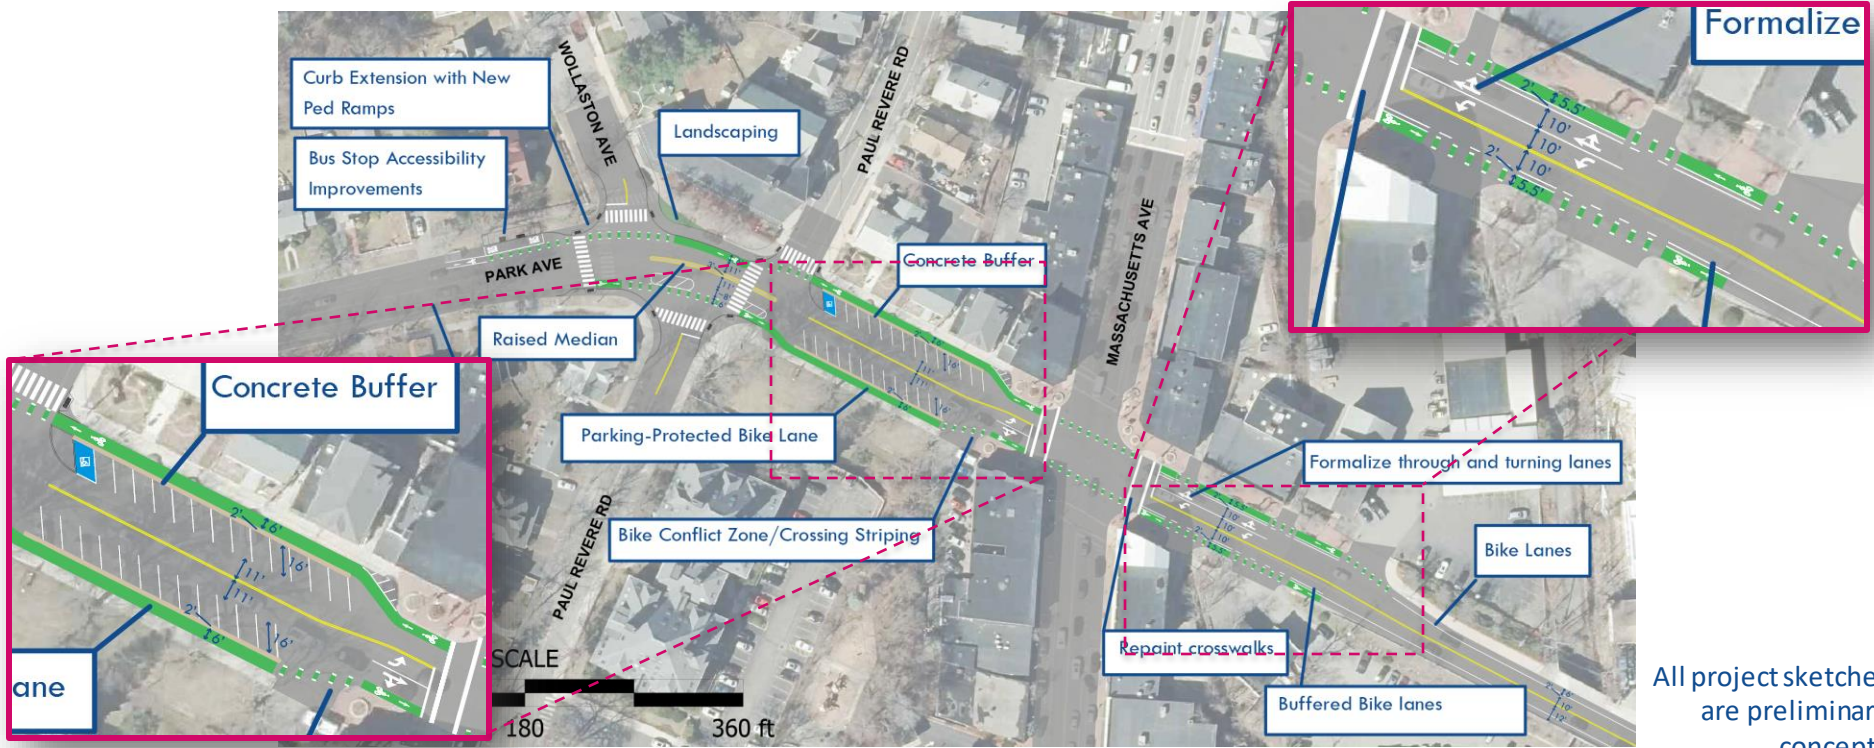 Curb Extension with New
Ped Ramps
Bus Stop Accessibility
Improvements
WOLLASTON AVE
Landscaping
PAUL REVERE RD
PARK AVE
Concrete Buffer
Raised Median
MASSACHUSETTS AVE
Parking-Protected Bike Lane
Bike Conflict Zone/Crossing Striping
PAUL REVERE RD
Formalize through and turning lanes
Bike Lanes
Repaint crosswalks
Buffered Bike lanes
SCALE
180
360 ft
Formalize
2'
5.5'
10'
10'
10'
2'
5.5'
Concrete Buffer
2'
6'
16'
11'
11'
2'
6'
16'
ane
All project sketche
are preliminar
concept